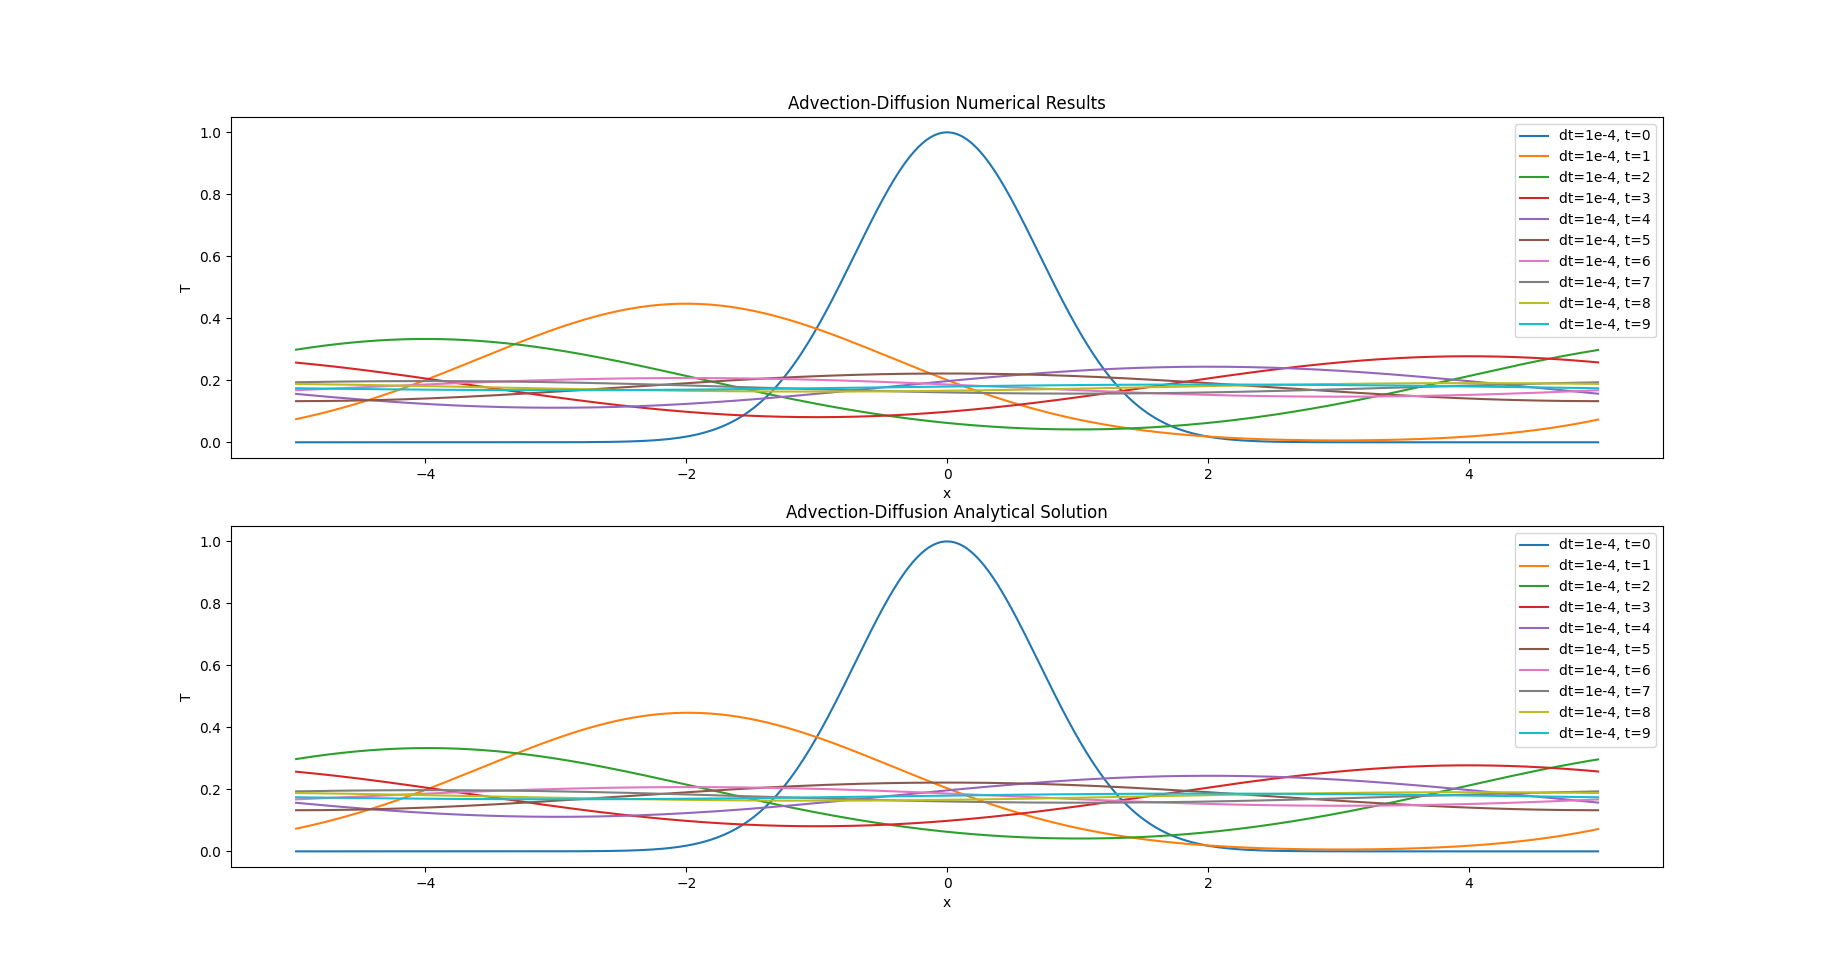 Advection-Diffusion Numerical Results
T
1.0
0.8
0.6
0.4
0.2
0.0
−4
−2
0
2
4
x
dt=1e-4, t=0
dt=1e-4, t=1
dt=1e-4, t=2
dt=1e-4, t=3
dt=1e-4, t=4
dt=1e-4, t=5
dt=1e-4, t=6
dt=1e-4, t=7
dt=1e-4, t=8
dt=1e-4, t=9
Advection-Diffusion Analytical Solution
T
1.0
0.8
0.6
0.4
0.2
0.0
−4
−2
0
2
4
x
dt=1e-4, t=0
dt=1e-4, t=1
dt=1e-4, t=2
dt=1e-4, t=3
dt=1e-4, t=4
dt=1e-4, t=5
dt=1e-4, t=6
dt=1e-4, t=7
dt=1e-4, t=8
dt=1e-4, t=9